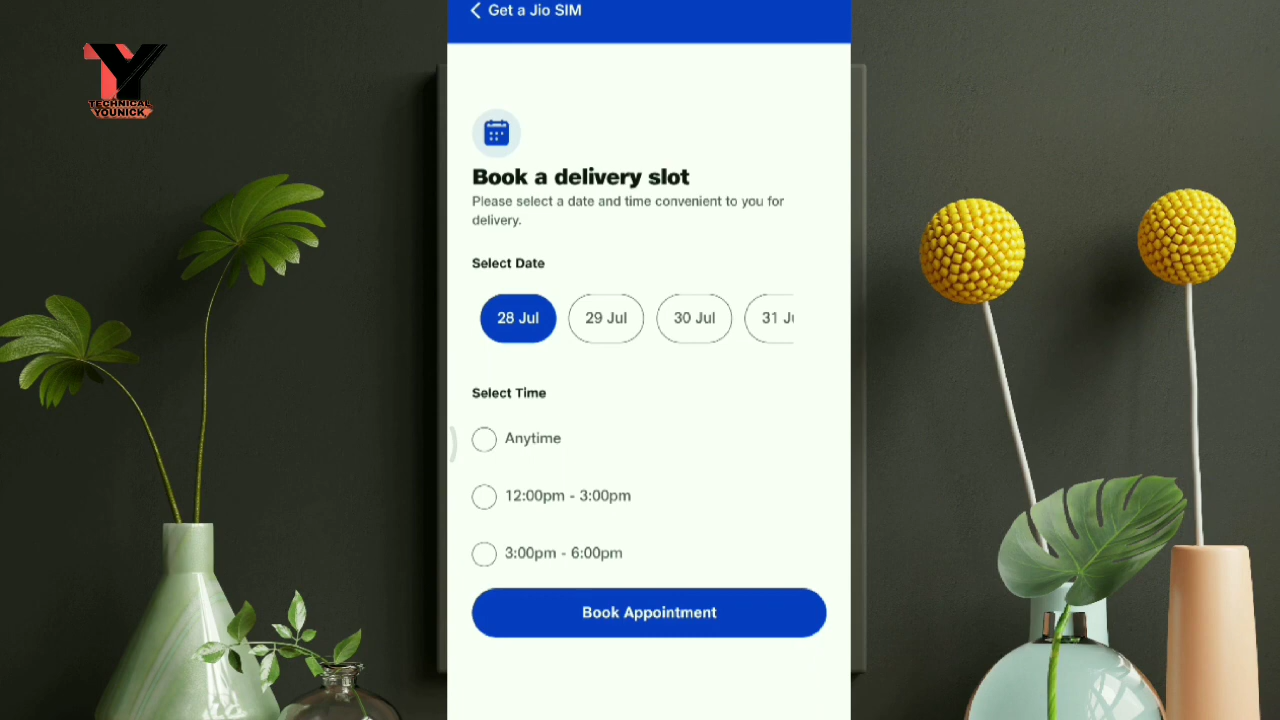 Get a Jio SIM
TECHNICAL
YOUNICK
Book a delivery slot
Please select a date and time convenient to you for
delivery.
Select Date
28 Jul 29 Jul 30 Jul 31 Ju
Select Time
Anytime
12:00pm - 3:00pm
3:00pm - 6:00pm
Book Appointment